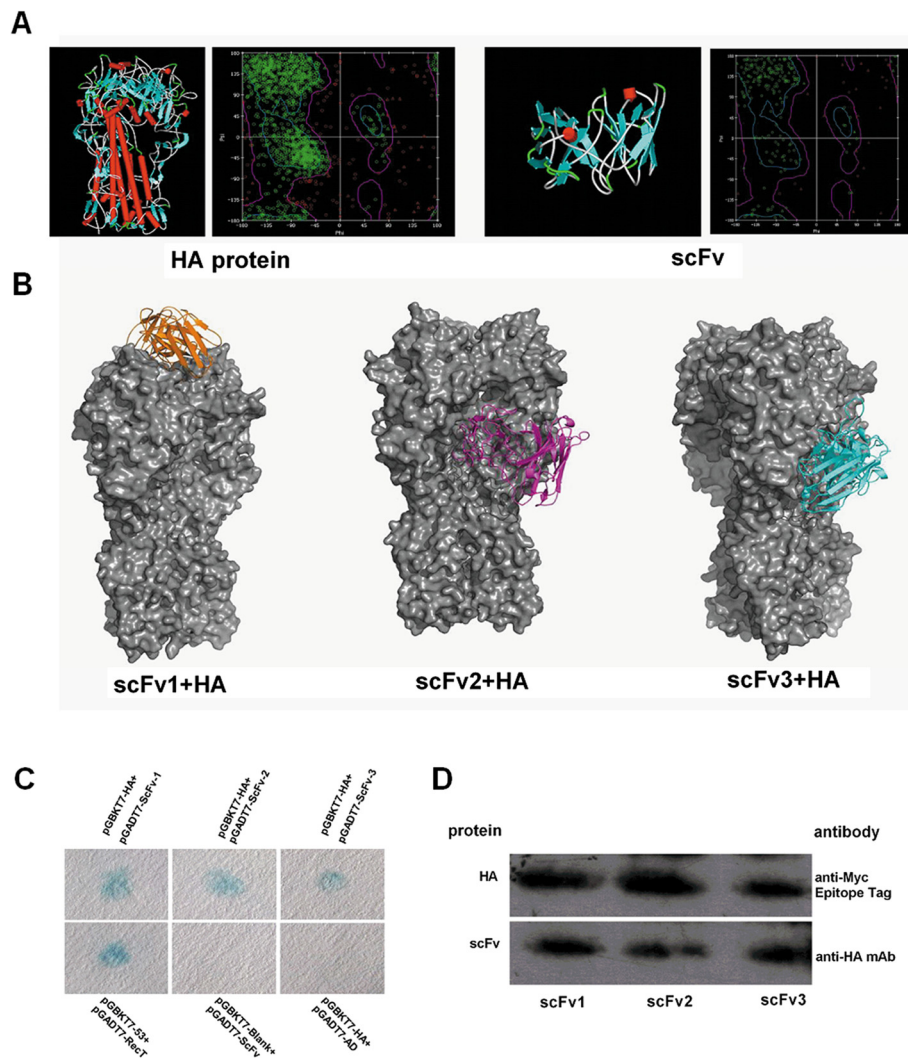 A
HA protein
scFv
B
scFv1+HA
scFv2+HA
scFv3+HA
C
pGBKT7-HA+
pGADT7-ScFv-1
pGBKT7-HA+
pGADT7-ScFv-2
pGBKT7-HA+
pGADT7-ScFv-3
pGBKT7-53+
pGADT7-RecT
pGBKT7-Blank+
pGADT7-ScFv
pGBKT7-HA+
pGADT7-AD
D
protein
antibody
HA
anti-Myc
Epitope Tag
scFv
anti-HA mAb
scFv1
scFv2
scFv3